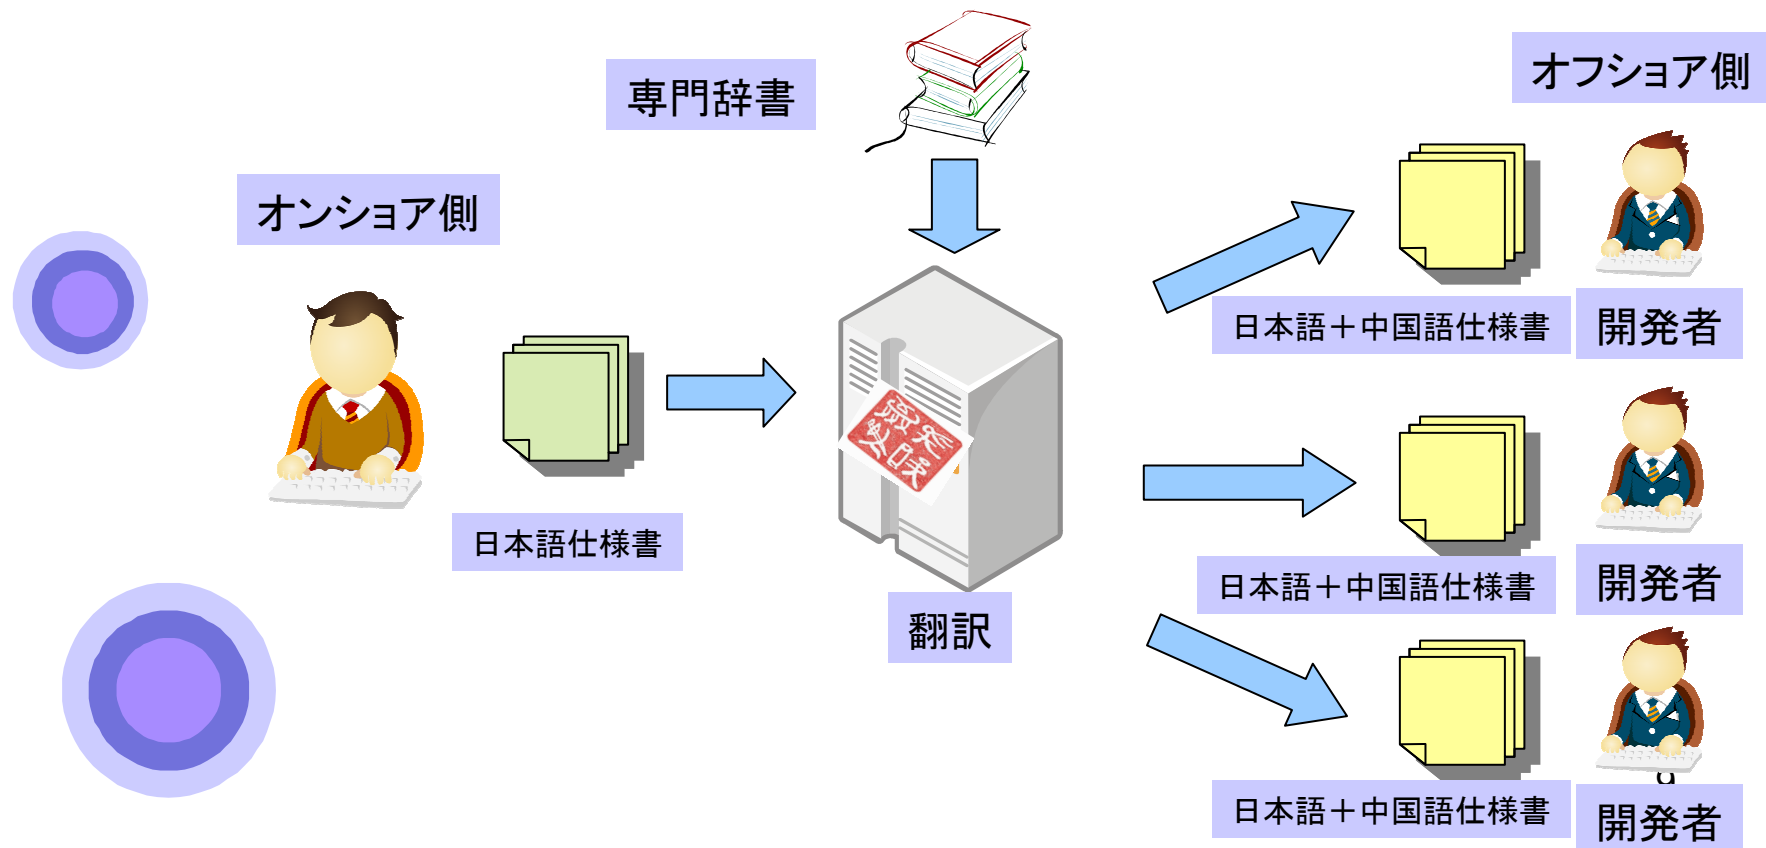 専門辞書
オフショア側
オンショア側
日本語＋中国語仕様書
開発者
日本語仕様書
日本語＋中国語仕様書
開発者
翻訳
日本語＋中国語仕様書
開発者